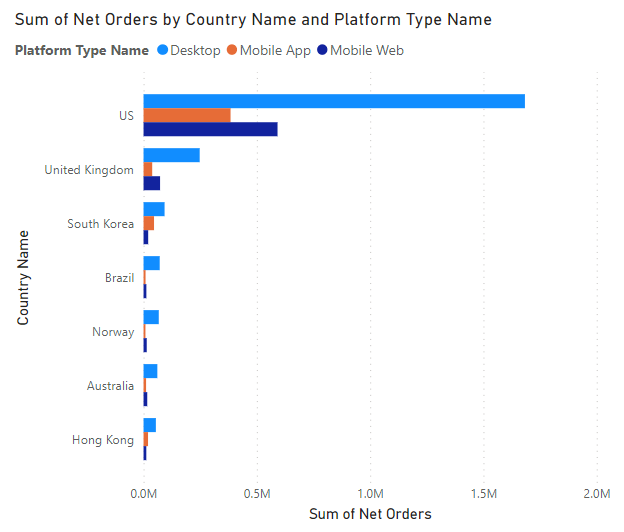 Sum of Net Orders by Country Name and Platform Type Name
Platform Type Name Desktop Mobile App Mobile Web
US
United Kingdom
South Korea
Brazil
Norway
Australia
Hong Kong
Country Name
0.0M 0.5M 1.0M 1.5M 2.0M
Sum of Net Orders